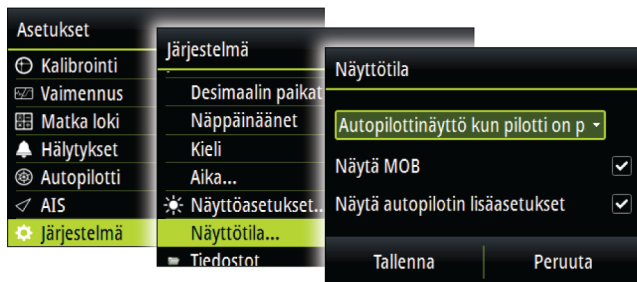 Asetukset
Kalibrointi
Vaimennus
Matka loki
Hälytykset
Autopilotti
AIS
Järjestelmä
Järjestelmä
Desimaalin paikat
Näppäinäänet
Kieli
Aika...
Näyttöasetukset..
Näyttötila...
Tiedostot
Näyttötila
Autopilottinäyttö kun pilotti on p
Näytä MOB
Näytä autopilotin lisäasetukset
Tallenna Peruuta